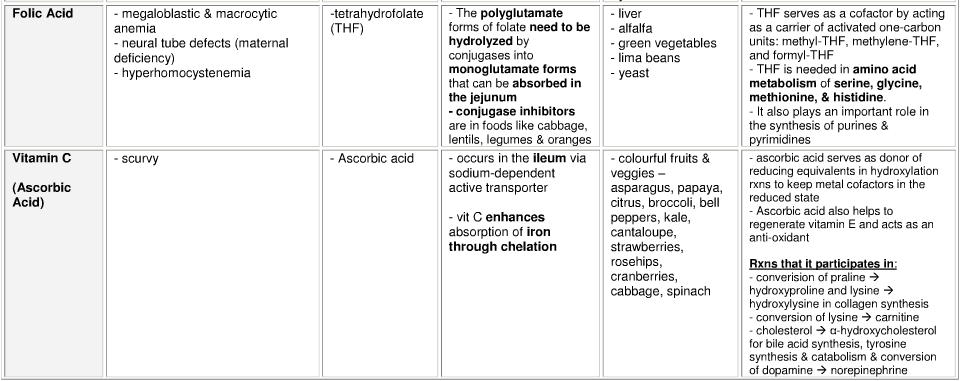 Folic Acid
- megaloblastic & macrocytic
anemia
- neural tube defects (maternal
deficiency)
- hyperhomocystenemia
-tetrahydrofolate
(THF)
- The polyglutamate
forms of folate need to be
hydrolyzed by
conjugases into
monoglutamate forms
that can be absorbed in
the jejunum
- conjugase inhibitors
are in foods like cabbage,
lentils, legumes & oranges
- liver
- alfalfa
- green vegetables
- lima beans
- yeast
- THF serves as a cofactor by acting
as a carrier of activated one-carbon
units: methyl-THF, methylene-THF,
and formyl-THF
- THF is needed in amino acid
metabolism of serine, glycine,
methionine, & histidine.
- It also plays an important role in
the synthesis of purines &
pyrimidines
Vitamin C
(Ascorbic
Acid)
- scurvy
- Ascorbic acid
- occurs in the ileum via
sodium-dependent
active transporter
- vit C enhances
absorption of iron
through chelation
- colourful fruits &
veggies –
asparagus, papaya,
citrus, broccoli, bell
peppers, kale,
cantaloupe,
strawberries,
rosehips,
cranberries,
cabbage, spinach
- ascorbic acid serves as donor of
reducing equivalents in hydroxylation
rxns to keep metal cofactors in the
reduced state
- Ascorbic acid also helps to
regenerate vitamin E and acts as an
anti-oxidant
Rxns that it participates in:
- converision of praline →
hydroxyproline and lysine →
hydroxylysine in collagen synthesis
- conversion of lysine → carnitine
- cholesterol → α-hydroxycholesterol
for bile acid synthesis, tyrosine
synthesis & catabolism & conversion
of dopamine → norepinephrine